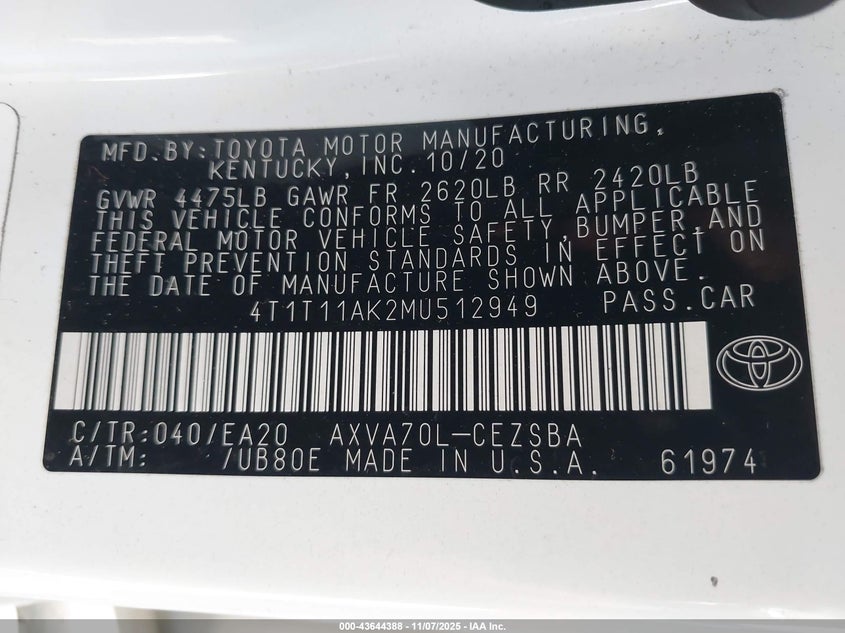 MFD.BY:TOYOTA MOTOR MANUFACTURING,
KENTUCKY,INC.10/20
GVWR 4475LB GAWR FR 2620LB RR 2420LB
THIS VEHICLE CONFORMS TO ALL APPLICABLE
FEDERAL MOTOR VEHICLE SAFETY,BUMPER,AND
THEFT PREVENTION STANDARDS IN EFFECT ON
THE DATE OF MANUFACTURE SHOWN ABOVE.
4T1T11AK2MU512949 PASS.CAR
C/TR:040/EA20 AXVA70L-CEZSBA
A/TM: /UB80E MADE IN U.S.A. 61974
000-43644388 - 11/07/2025 - IAA Inc.